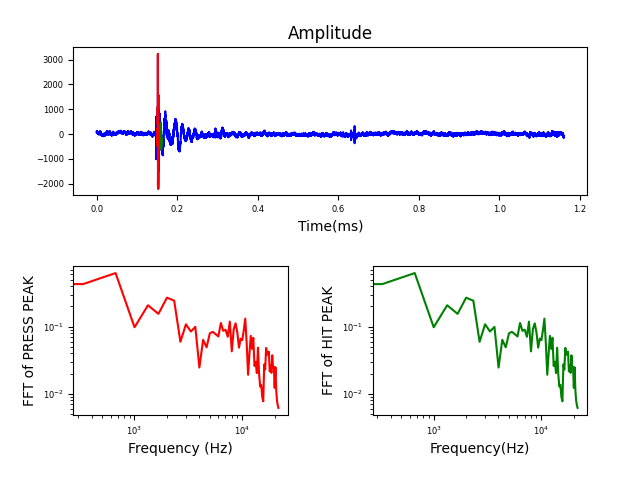 Amplitude
3000
2000
1000
0
−1000
−2000
0.0 0.2 0.4 0.6 0.8 1.0 1.2
Time(ms)
FFT of PRESS PEAK
10⁻¹
10⁻²
10³ 10⁴
Frequency (Hz)
FFT of HIT PEAK
10⁻¹
10⁻²
10³ 10⁴
Frequency(Hz)